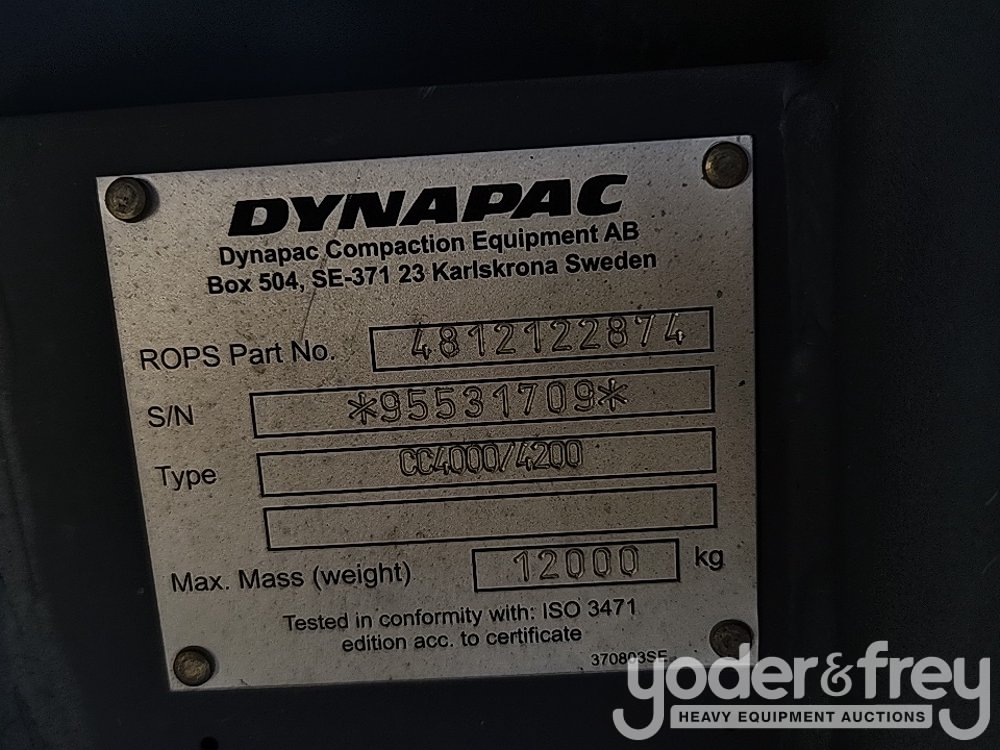 DYNAPAC
Dynapac Compaction Equipment AB
Box 504, SE-371 23 Karlskrona Sweden
ROPS Part No. 4812122874
S/N *95531709*
Type CC4000/4200
Max. Mass (weight) 12000 kg
Tested in conformity with: ISO 3471
edition acc. to certificate
370803SE
yoder&frey
HEAVY EQUIPMENT AUCTIONS